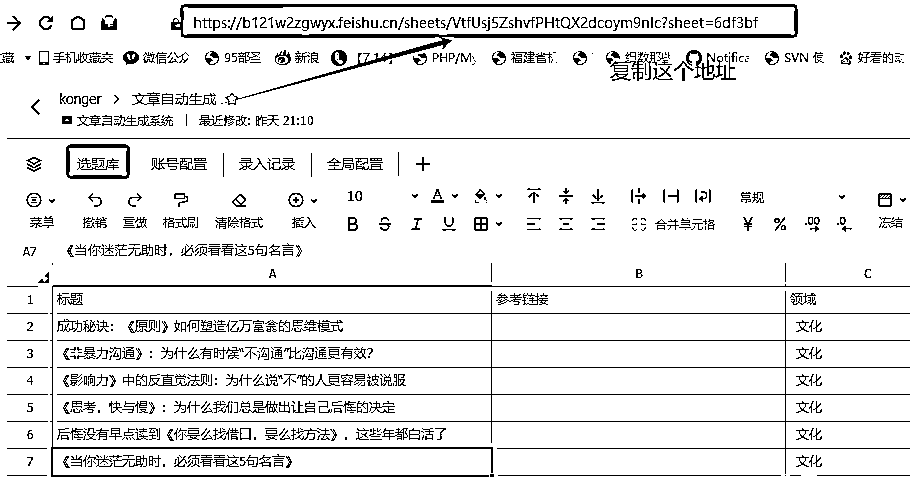 https://b121w2zgwyx.feishu.cn/sheets/VtfUsj5ZshvfPHtQX2dcoym9nIc?sheet=6df3bf
藏 手机收藏夹 微信公众 95部圣 新浪 【7.14】 PHP/My 福建省 组数那些 Notifica SVN 使 好看的动
复制这个地址
konger > 文章自动生成 .
文章自动生成系统 | 最近修改: 昨天 21:10
选题库 账号配置 录入记录 全局配置 +
菜单 撤销 重做 格式刷 清除格式 插入 10 A 常规
B S I U 合并单元格 ¥ % .00 .0 冻结
A7 《当你迷茫无助时，必须看看这5句名言》
A B C
1 标题 参考链接 领域
2 成功秘诀：《原则》如何塑造亿万富翁的思维模式 文化
3 《非暴力沟通》：为什么有时候“不沟通”比沟通更有效？ 文化
4 《影响力》中的反直觉法则：为什么说“不”的人更容易被说服 文化
5 《思考，快与慢》：为什么我们总是做出让自己后悔的决定 文化
6 后悔没有早点读到《你要么找借口，要么找方法》，这些年都白活了 文化
7 《当你迷茫无助时，必须看看这5句名言》 文化